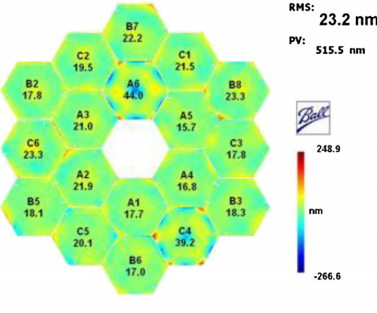 RMS:
23.2 nm
PV:
515.5 nm
B7
22.2
C2
19.5
C1
21.5
B2
17.8
A6
44.0
B8
23.3
A3
21.0
A5
15.7
C6
23.3
C3
17.8
A2
21.9
A4
16.8
B5
18.1
A1
17.7
B3
18.3
C5
20.1
C4
39.2
B6
17.0
Ball
248.9
nm
-266.6